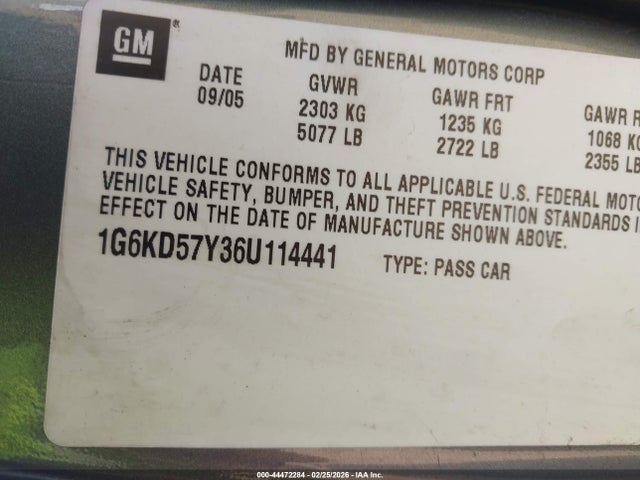 GM®
MFD BY GENERAL MOTORS CORP
DATE GVWR GAWR FRT GAWR R
09/05 2303 KG 1235 KG 1068 KG
5077 LB 2722 LB 2355 LB
THIS VEHICLE CONFORMS TO ALL APPLICABLE U.S. FEDERAL MOTO
VEHICLE SAFETY, BUMPER, AND THEFT PREVENTION STANDARDS I
EFFECT ON THE DATE OF MANUFACTURE SHOWN ABOVE.
1G6KD57Y36U114441 TYPE: PASS CAR
000-44472284 - 02/25/2026 - IAA Inc.